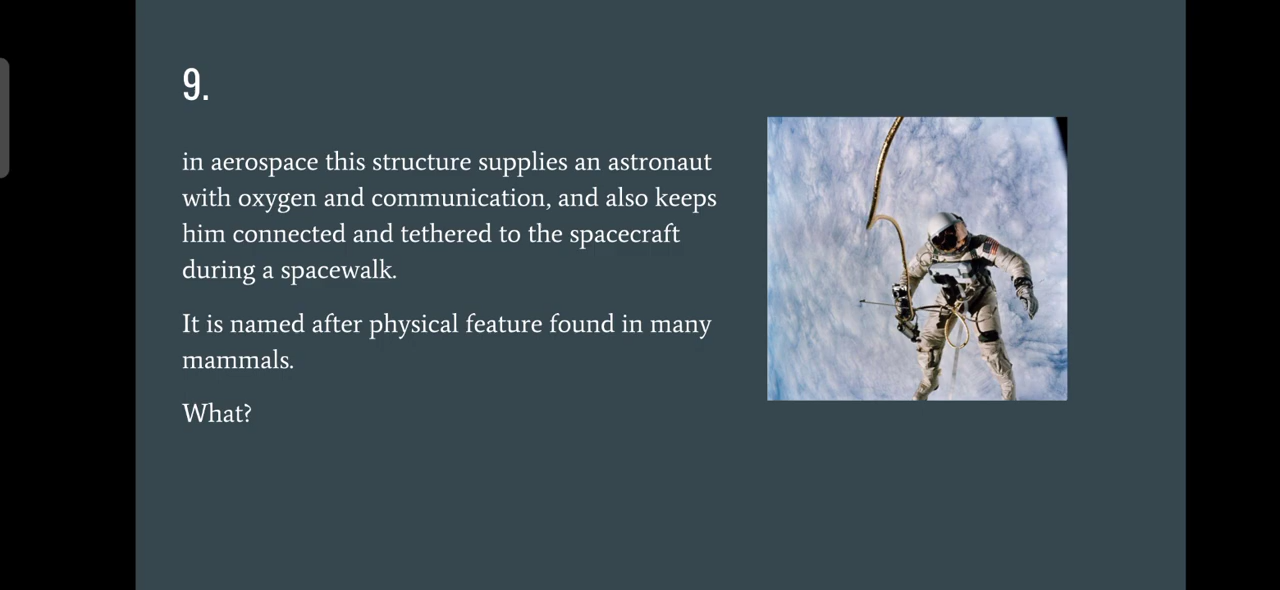 9.
in aerospace this structure supplies an astronaut
with oxygen and communication, and also keeps
him connected and tethered to the spacecraft
during a spacewalk.
It is named after physical feature found in many
mammals.
What?